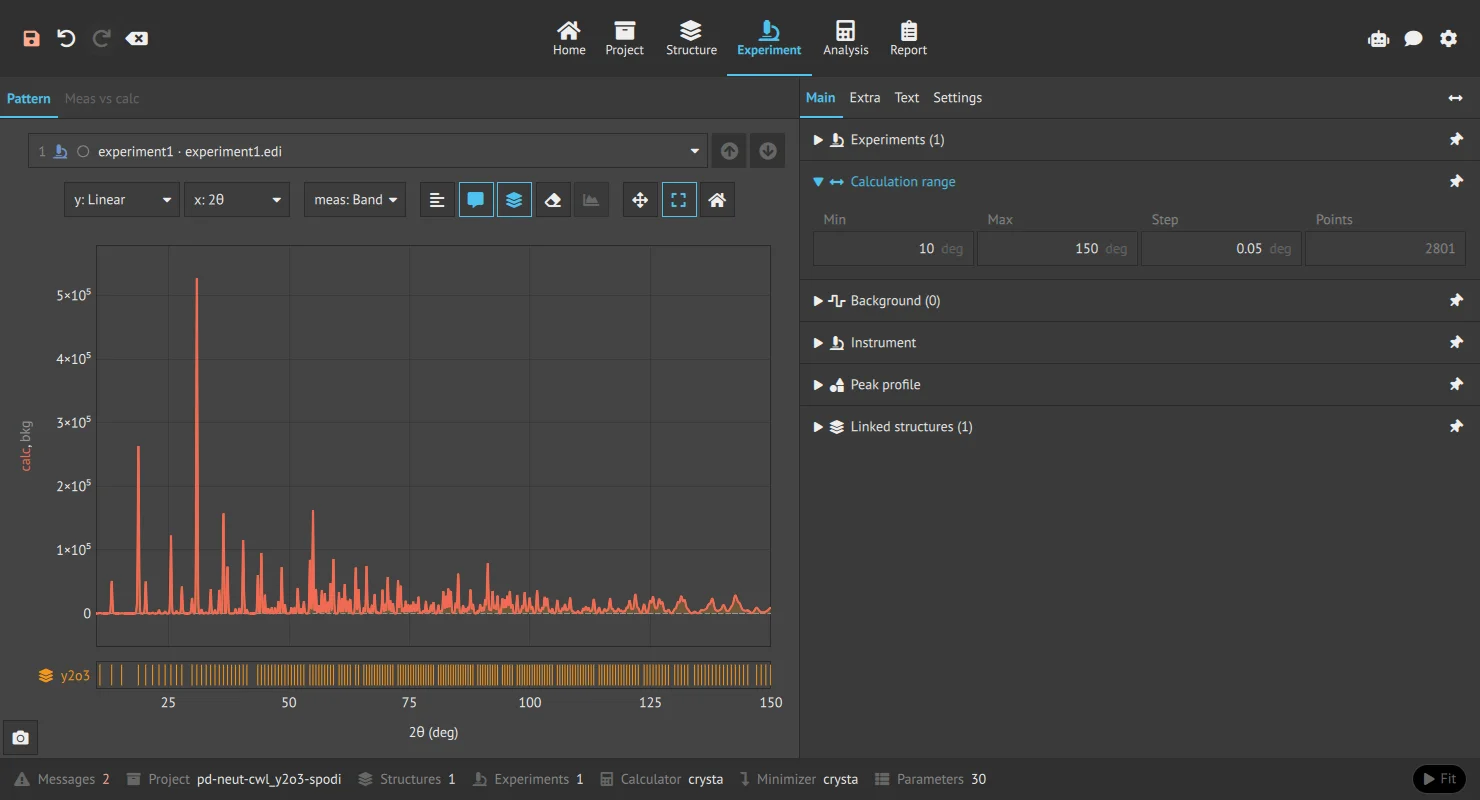 Home Project Structure Experiment Analysis Report
Pattern Meas vs calc
Main Extra Text Settings
1 experiment1 · experiment1.edi
y: Linear x: 2θ meas: Band
calc, bkg
5×10⁵
4×10⁵
3×10⁵
2×10⁵
1×10⁵
0
y2o3
25 50 75 100 125 150
2θ (deg)
Experiments (1)
Calculation range
Min Max Step Points
10 deg 150 deg 0.05 deg 2801
Background (0)
Instrument
Peak profile
Linked structures (1)
Messages 2 Project pd-neut-cwl_y2o3-spodi Structures 1 Experiments 1 Calculator crysta Minimizer crysta Parameters 30 Fit